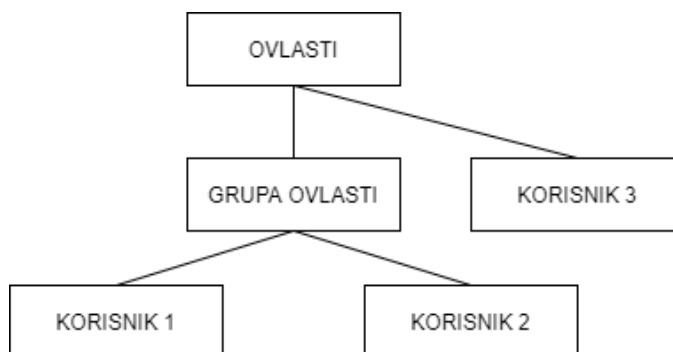 OVLASTI
GRUPA OVLASTI
KORISNIK 3
KORISNIK 1
KORISNIK 2